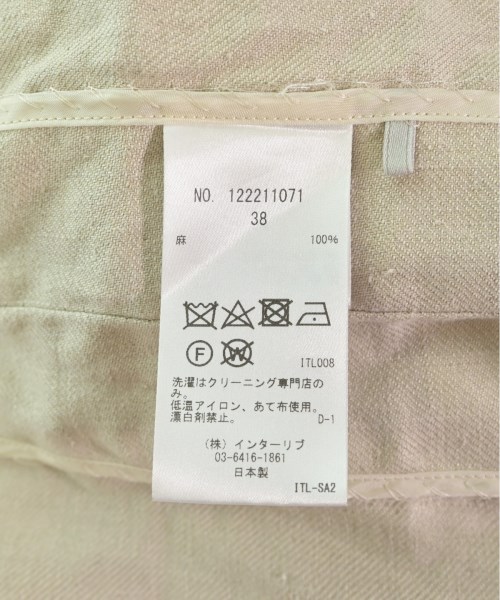 NO. 122211071
38
麻 100%
F W ITL008
洗濯はクリーニング専門店の
み。
低温アイロン、あて布使用。
漂白剤禁止。 D-1
(株) インターリブ
03-6416-1861
日本製
ITL-SA2